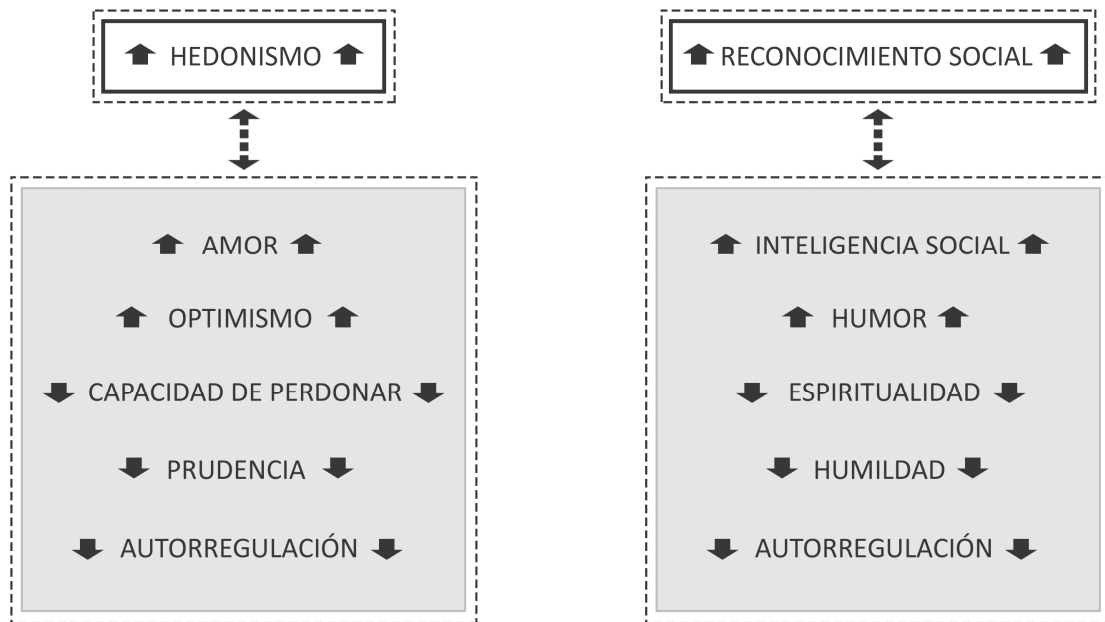 HEDONISMO
AMOR
OPTIMISMO
CAPACIDAD DE PERDONAR
PRUDENCIA
AUTORREGULACIÓN
RECONOCIMIENTO SOCIAL
INTELIGENCIA SOCIAL
HUMOR
ESPIRITUALIDAD
HUMILDAD
AUTORREGULACIÓN